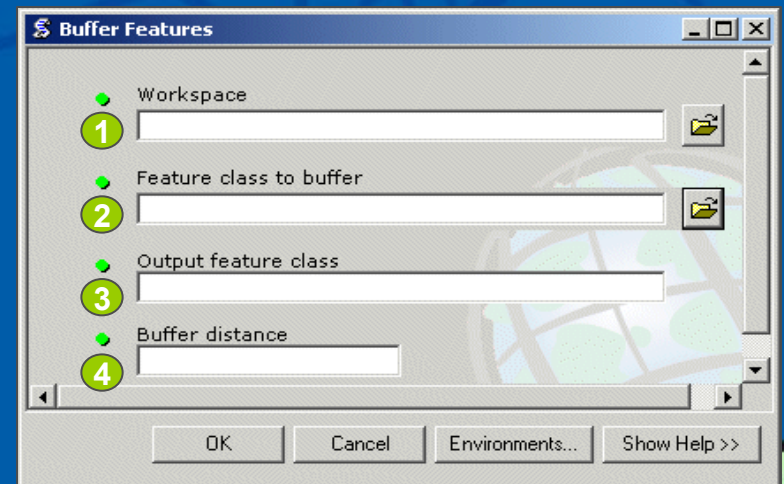 Buffer Features
Workspace
1
Feature class to buffer
2
Output feature class
3
Buffer distance
4
OK Cancel Environments... Show Help >>